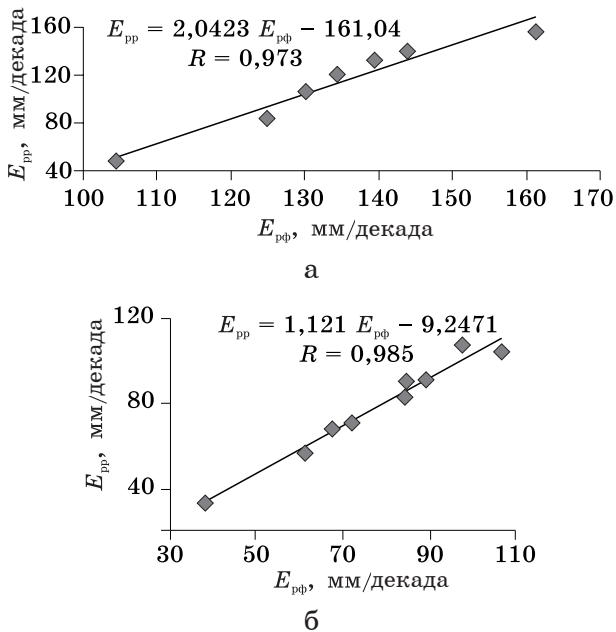 160
120
80
40
E_рр, мм/декада
E_рр = 2,0423 E_рф – 161,04
R = 0,973
100 110 120 130 140 150 160 170
E_рф, мм/декада
а
120
80
40
E_рр, мм/декада
E_рр = 1,121 E_рф – 9,2471
R = 0,985
30 50 70 90 110
E_рф, мм/декада
б